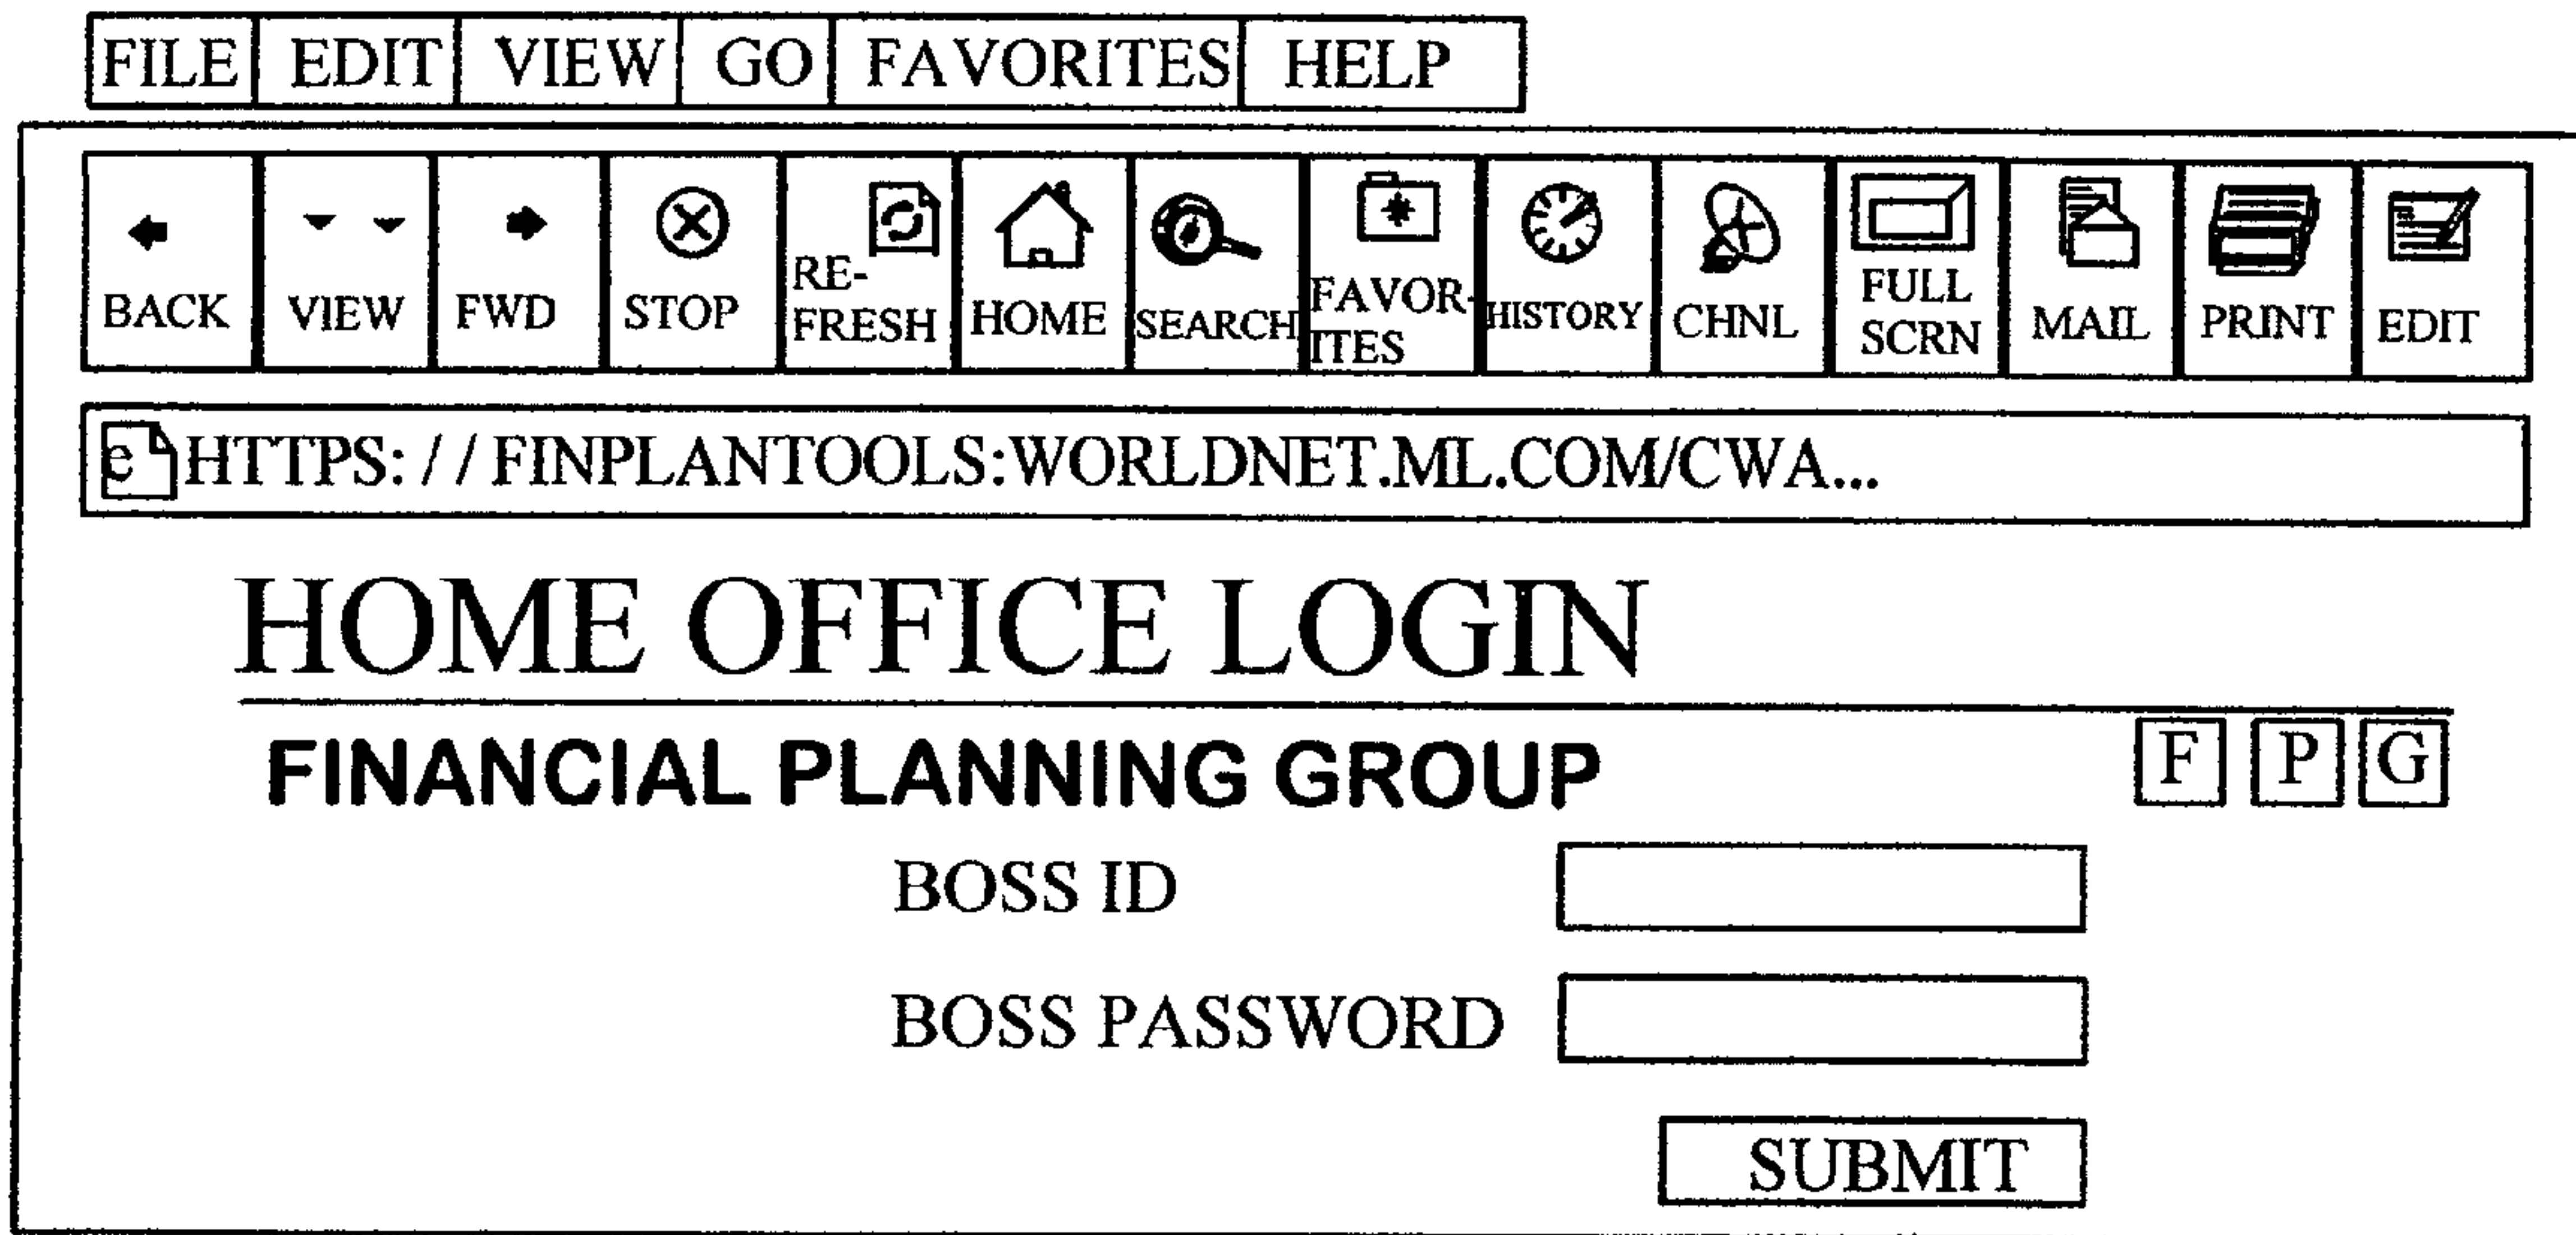 FILE EDIT VIEW GO FAVORITES HELP
BACK VIEW FWD STOP RE-FRESH HOME SEARCH FAVOR-ITES HISTORY CHNL FULL SCRN MAIL PRINT EDIT
e HTTPS: / / FINPLANTOOLS:WORLDNET.ML.COM/CWA...
HOME OFFICE LOGIN
FINANCIAL PLANNING GROUP F P G
BOSS ID
BOSS PASSWORD
SUBMIT